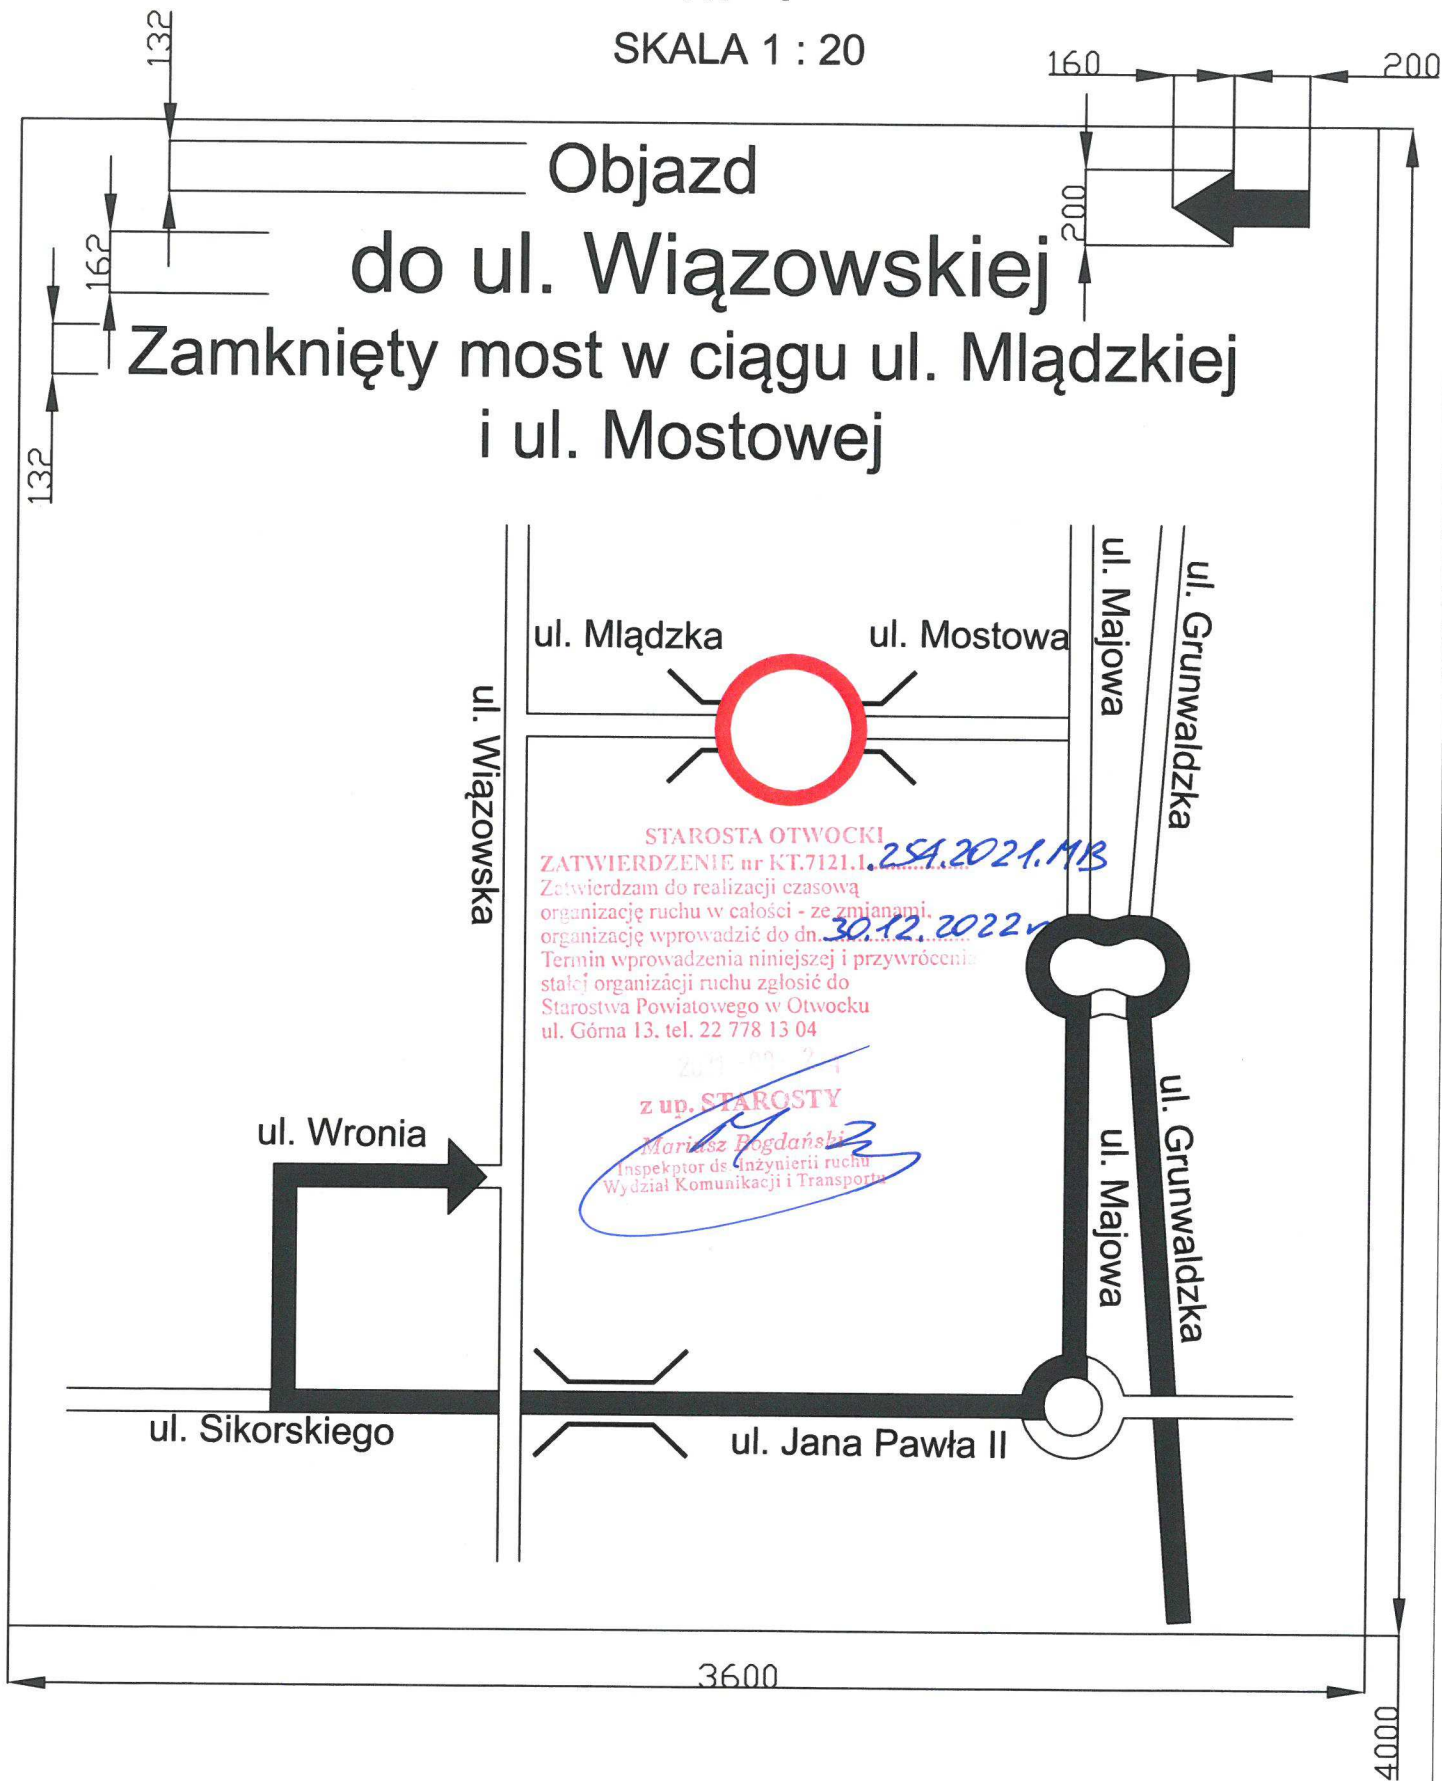 SKALA 1 : 20
132
160
200
Objazd
200
162
do ul. Wiązowskiej
Zamknięty most w ciągu ul. Mlądzkiej
i ul. Mostowej
132
ul. Mlądzka
ul. Mostowa
ul. Majowa
ul. Grunwaldzka
ul. Wiązowska
STAROSTA OTWOCKI
ZATWIERDZENIE nr KT.7121.1.254.2021.MB
Zatwierdzam do realizacji czasową
organizację ruchu w całości - ze zmianami.
organizację wprowadzić do dn. 30.12.2022r
Termin wprowadzenia niniejszej i przywrócenia
stałej organizacji ruchu zgłosić do
Starostwa Powiatowego w Otwocku
ul. Górna 13. tel. 22 778 13 04
z up. STAROSTY
Mariusz Bogdański
Inspektor ds. Inżynierii ruchu
Wydział Komunikacji i Transportu
ul. Wronia
ul. Majowa
ul. Grunwaldzka
ul. Sikorskiego
ul. Jana Pawła II
3600
4000